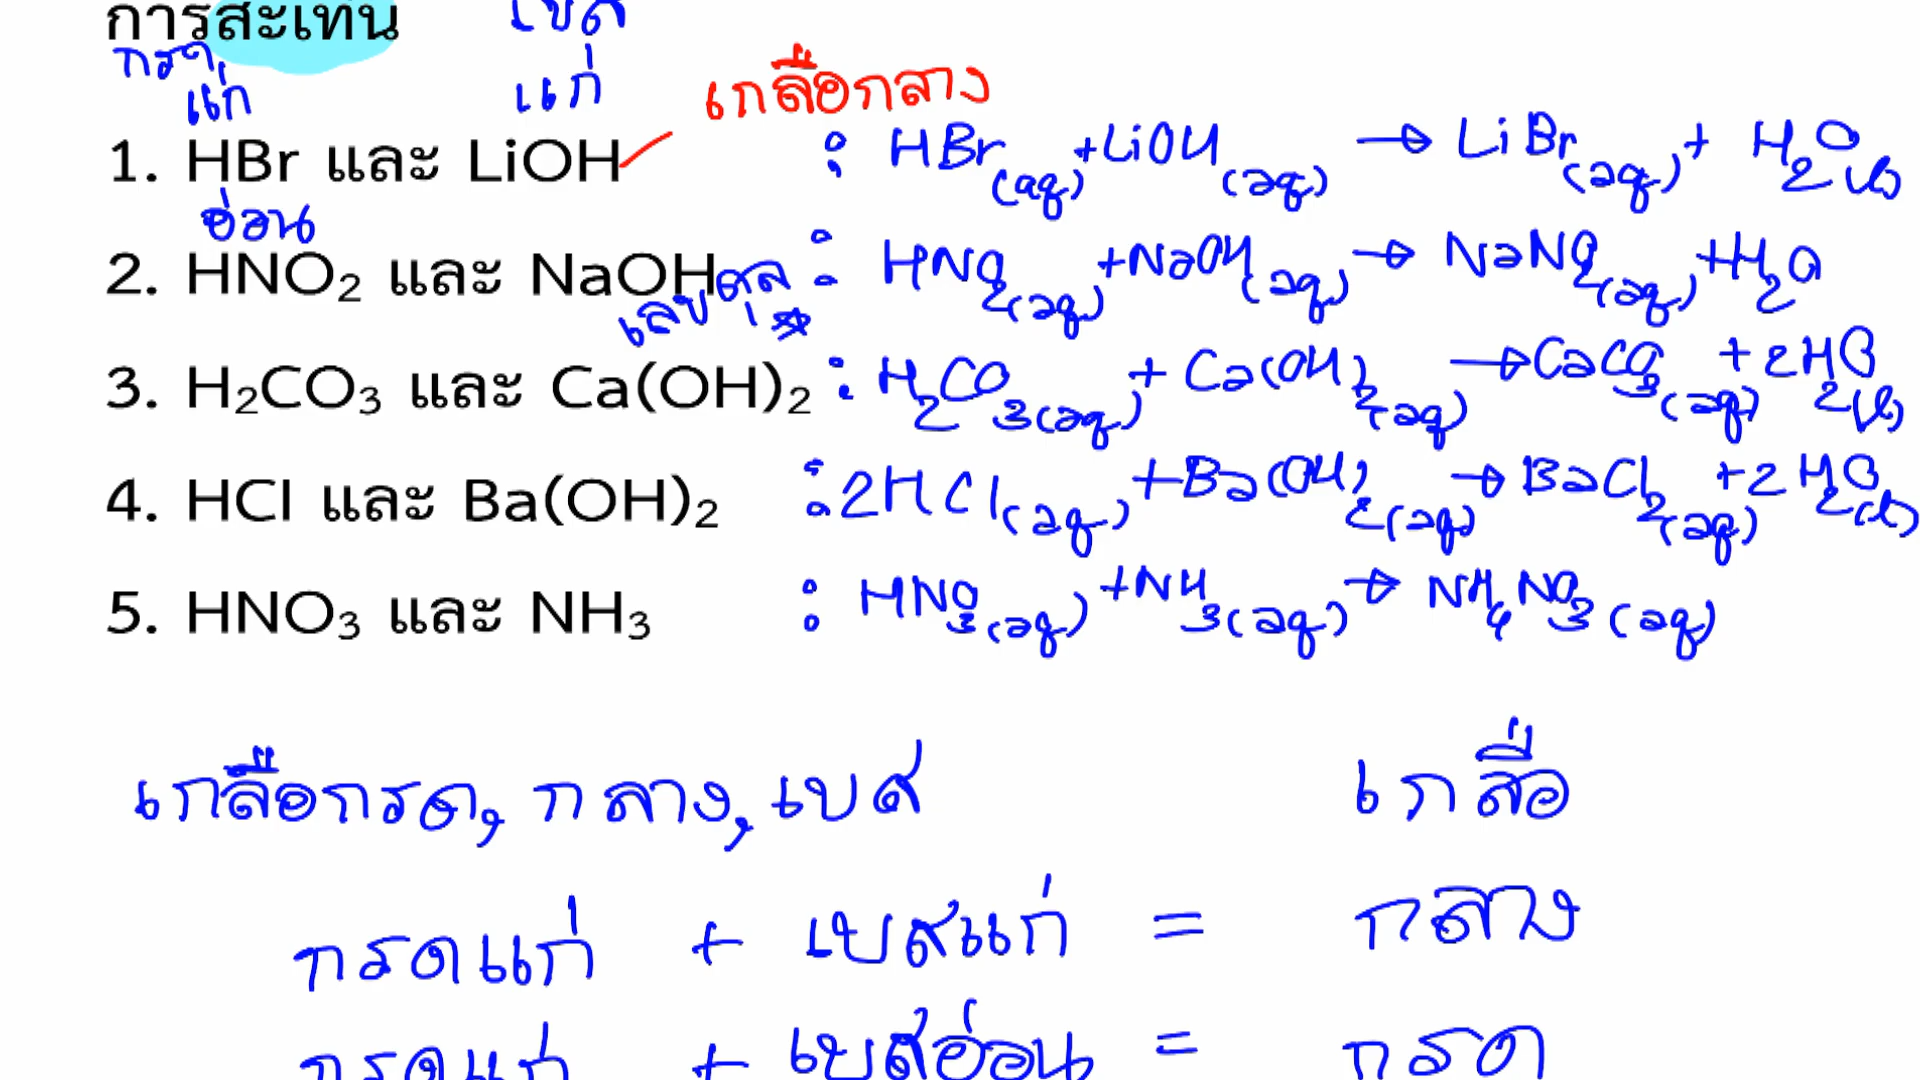 การสะเทิน
กรด เบส
แก่ แก่ เกลือกลาง
1. HBr และ LiOH : HBr(aq) + LiOH(aq) → LiBr(aq) + H2O(l)
อ่อน
2. HNO2 และ NaOH : HNO2(aq) + NaOH(aq) → NaNO2(aq) + H2O
3. H2CO3 และ Ca(OH)2 : H2CO3(aq) + Ca(OH)2(aq) → CaCO3(aq) + 2H2O(l)
4. HCl และ Ba(OH)2 : 2HCl(aq) + Ba(OH)2(aq) → BaCl2(aq) + 2H2O(l)
5. HNO3 และ NH3 : HNO3(aq) + NH3(aq) → NH4NO3(aq)
เกลือกรด, กลาง, เบส เกลือ
กรดแก่ + เบสแก่ = กลาง
กรดแก่ + เบสอ่อน = กรด